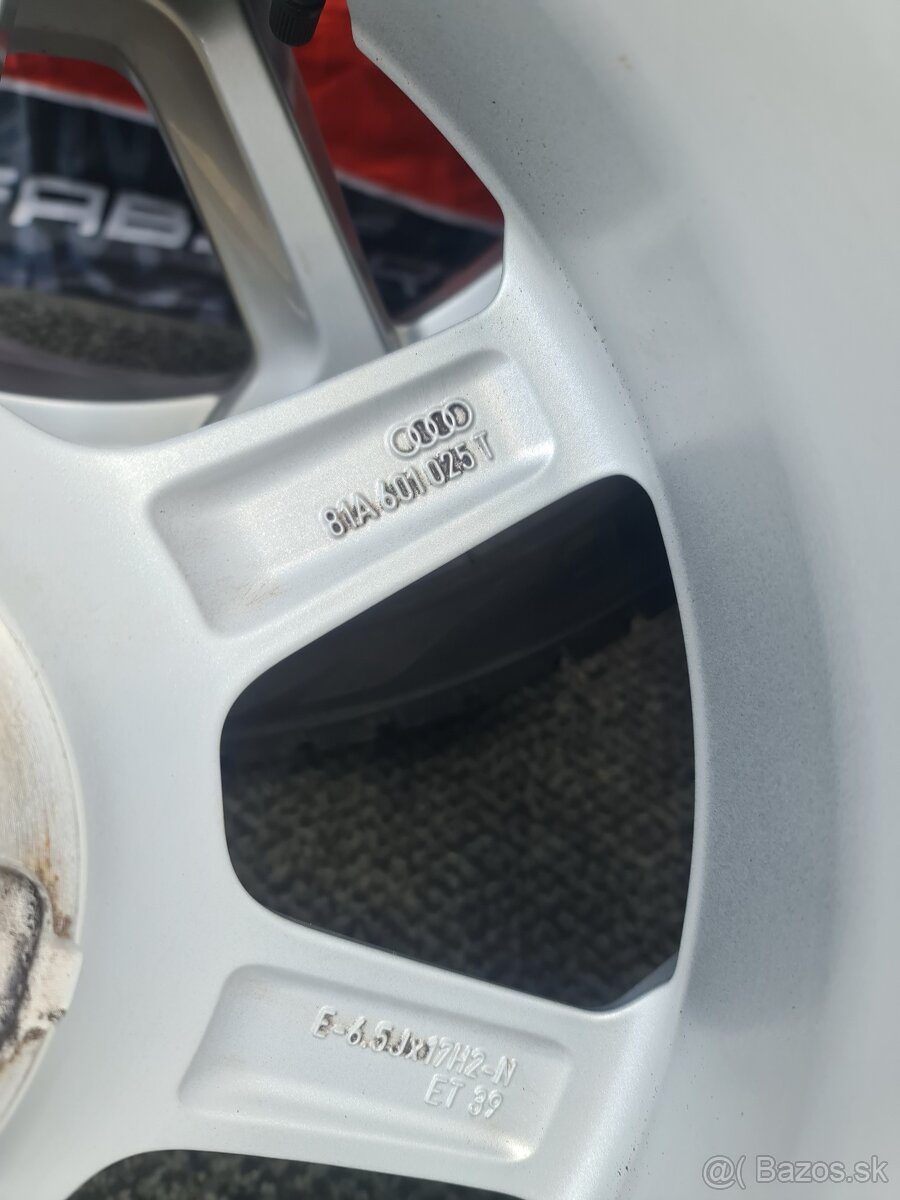 81A 601 025 T
E-6.5Jx17H2-N
ET 39
@( Bazos.sk